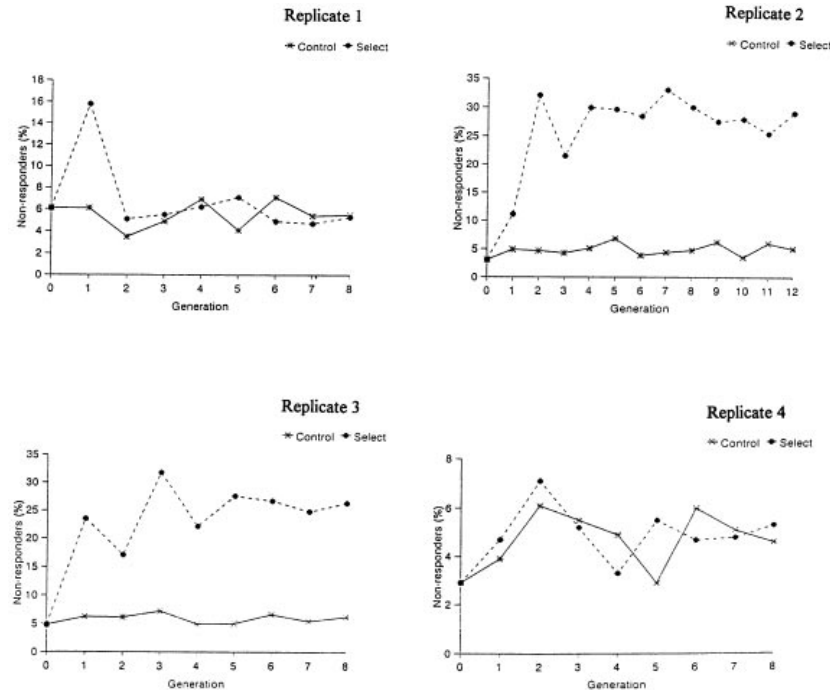 Replicate 1
Control Select
18
16
14
12
10
8
6
4
2
0
Non-responders (%)
0 1 2 3 4 5 6 7 8
Generation
Replicate 2
Control Select
35
30
25
20
15
10
5
0
Non-responders (%)
0 1 2 3 4 5 6 7 8 9 10 11 12
Generation
Replicate 3
Control Select
35
30
25
20
15
10
5
0
Non-responders (%)
0 1 2 3 4 5 6 7 8
Generation
Replicate 4
Control Select
8
6
4
2
0
Non-responders (%)
0 1 2 3 4 5 6 7 8
Generation